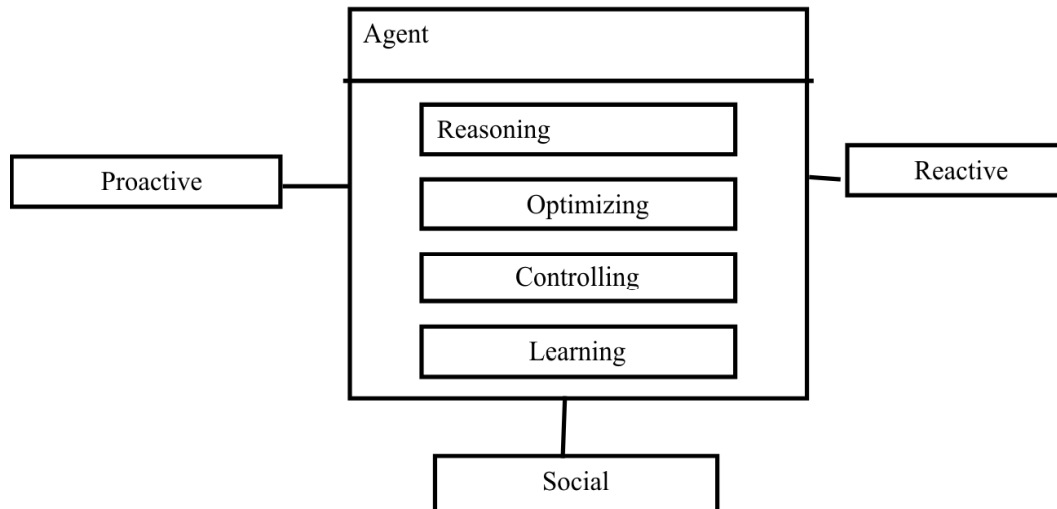 Agent
Reasoning
Proactive
Reactive
Optimizing
Controlling
Learning
Social